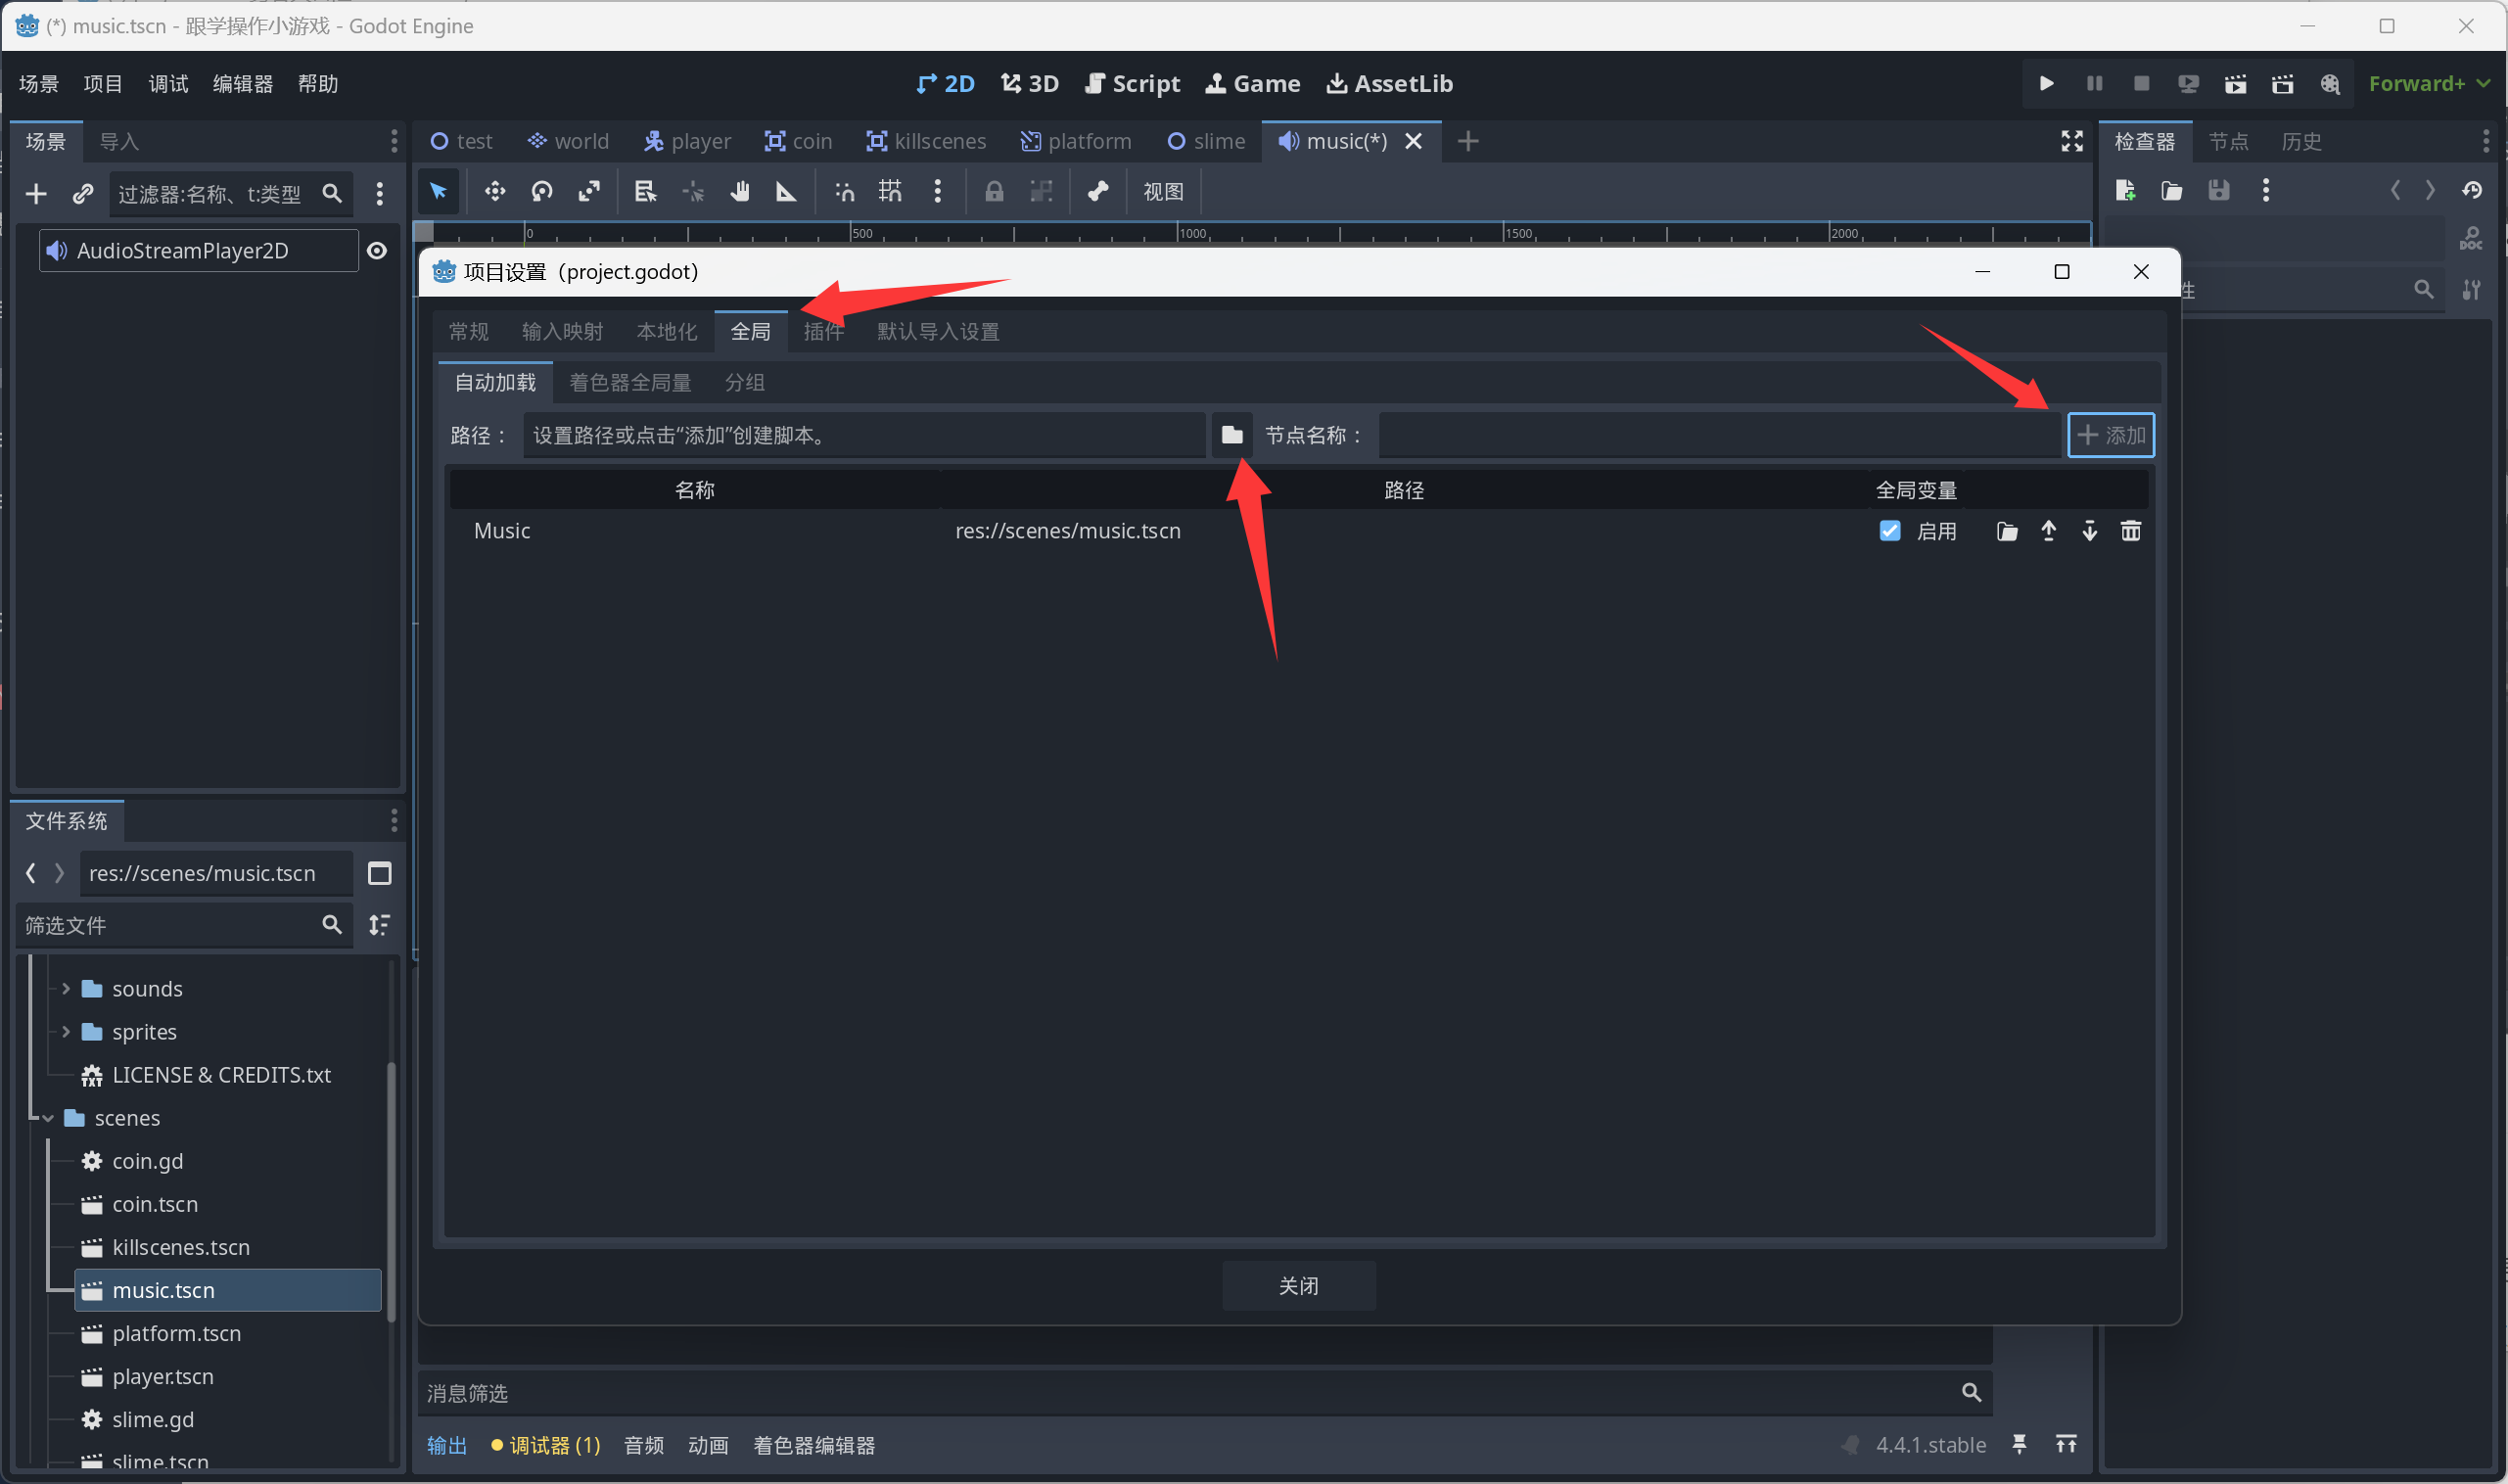 (*) music.tscn - 跟学操作小游戏 - Godot Engine
场景 项目 调试 编辑器 帮助
2D 3D Script Game AssetLib
Forward+
场景 导入
test world player coin killscenes platform slime music(*)
检查器 节点 历史
过滤器:名称、t:类型
视图
AudioStreamPlayer2D
0 500 1000 1500 2000
DOC
项目设置（project.godot）
性
常规 输入映射 本地化 全局 插件 默认导入设置
自动加载 着色器全局量 分组
路径： 设置路径或点击“添加”创建脚本。 节点名称： 添加
名称 路径 全局变量
Music res://scenes/music.tscn 启用
关闭
文件系统
res://scenes/music.tscn
筛选文件
sounds
sprites
TXT LICENSE & CREDITS.txt
scenes
coin.gd
coin.tscn
killscenes.tscn
music.tscn
platform.tscn
player.tscn
slime.gd
slime.tscn
消息筛选
输出 调试器 (1) 音频 动画 着色器编辑器
4.4.1.stable